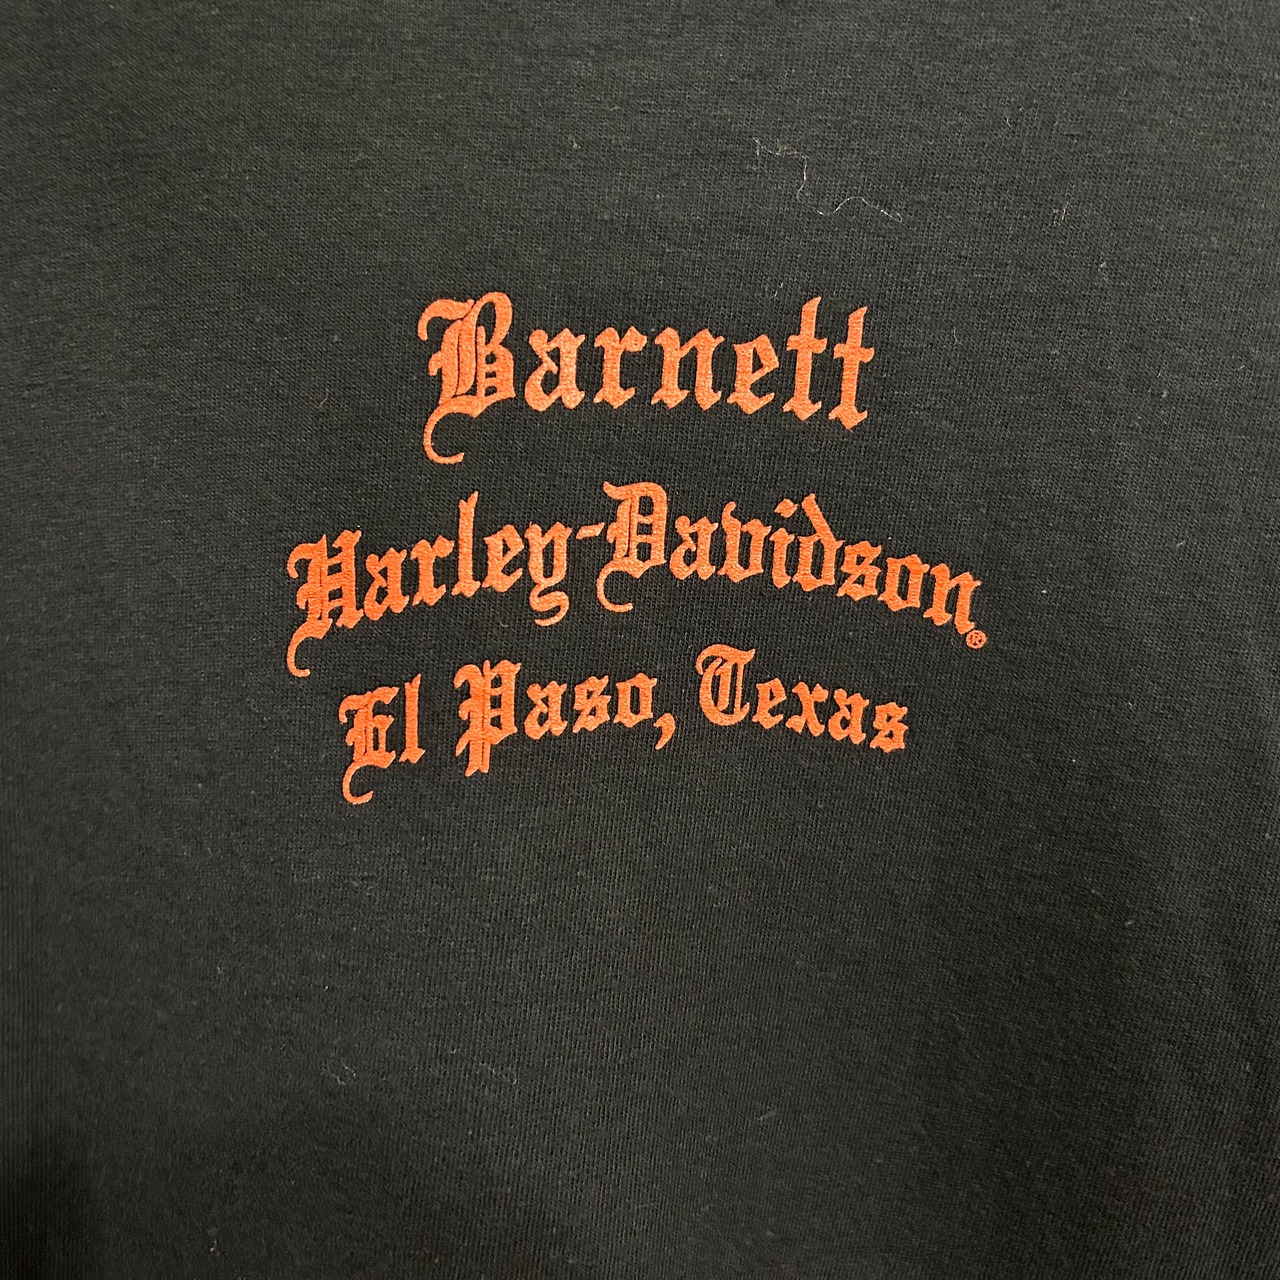 Barnett
Harley-Davidson®
El Paso, Texas